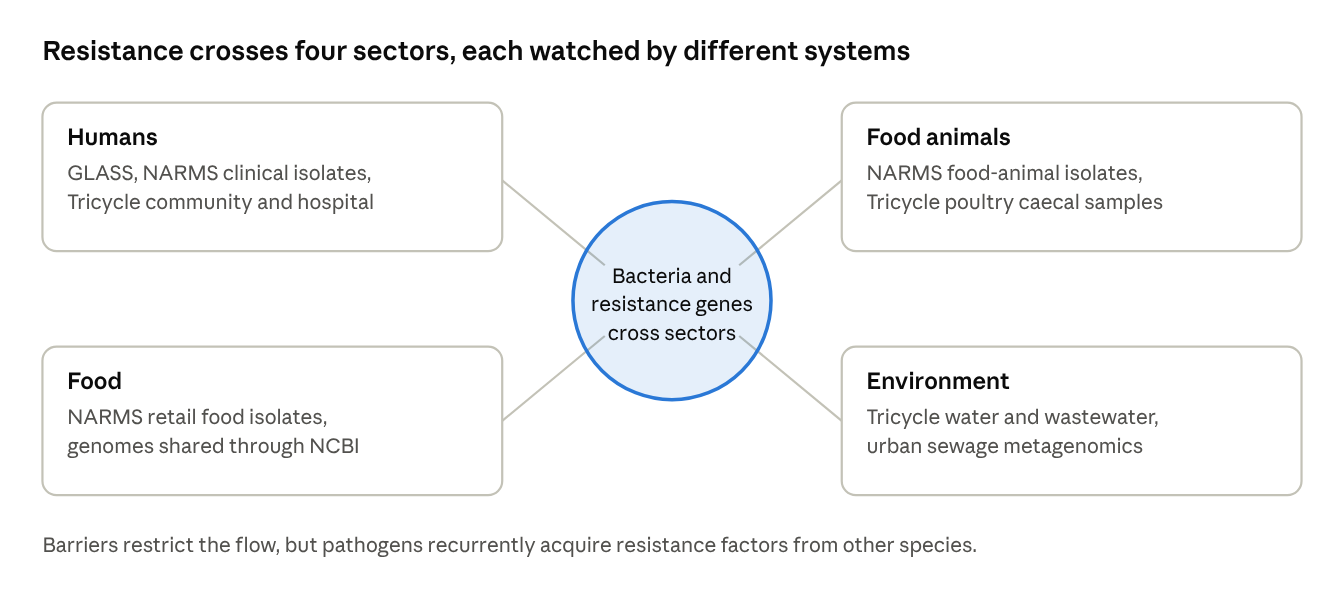 Resistance crosses four sectors, each watched by different systems
Humans
GLASS, NARMS clinical isolates,
Tricycle community and hospital
Food animals
NARMS food-animal isolates,
Tricycle poultry caecal samples
Bacteria and
resistance genes
cross sectors
Food
NARMS retail food isolates,
genomes shared through NCBI
Environment
Tricycle water and wastewater,
urban sewage metagenomics
Barriers restrict the flow, but pathogens recurrently acquire resistance factors from other species.